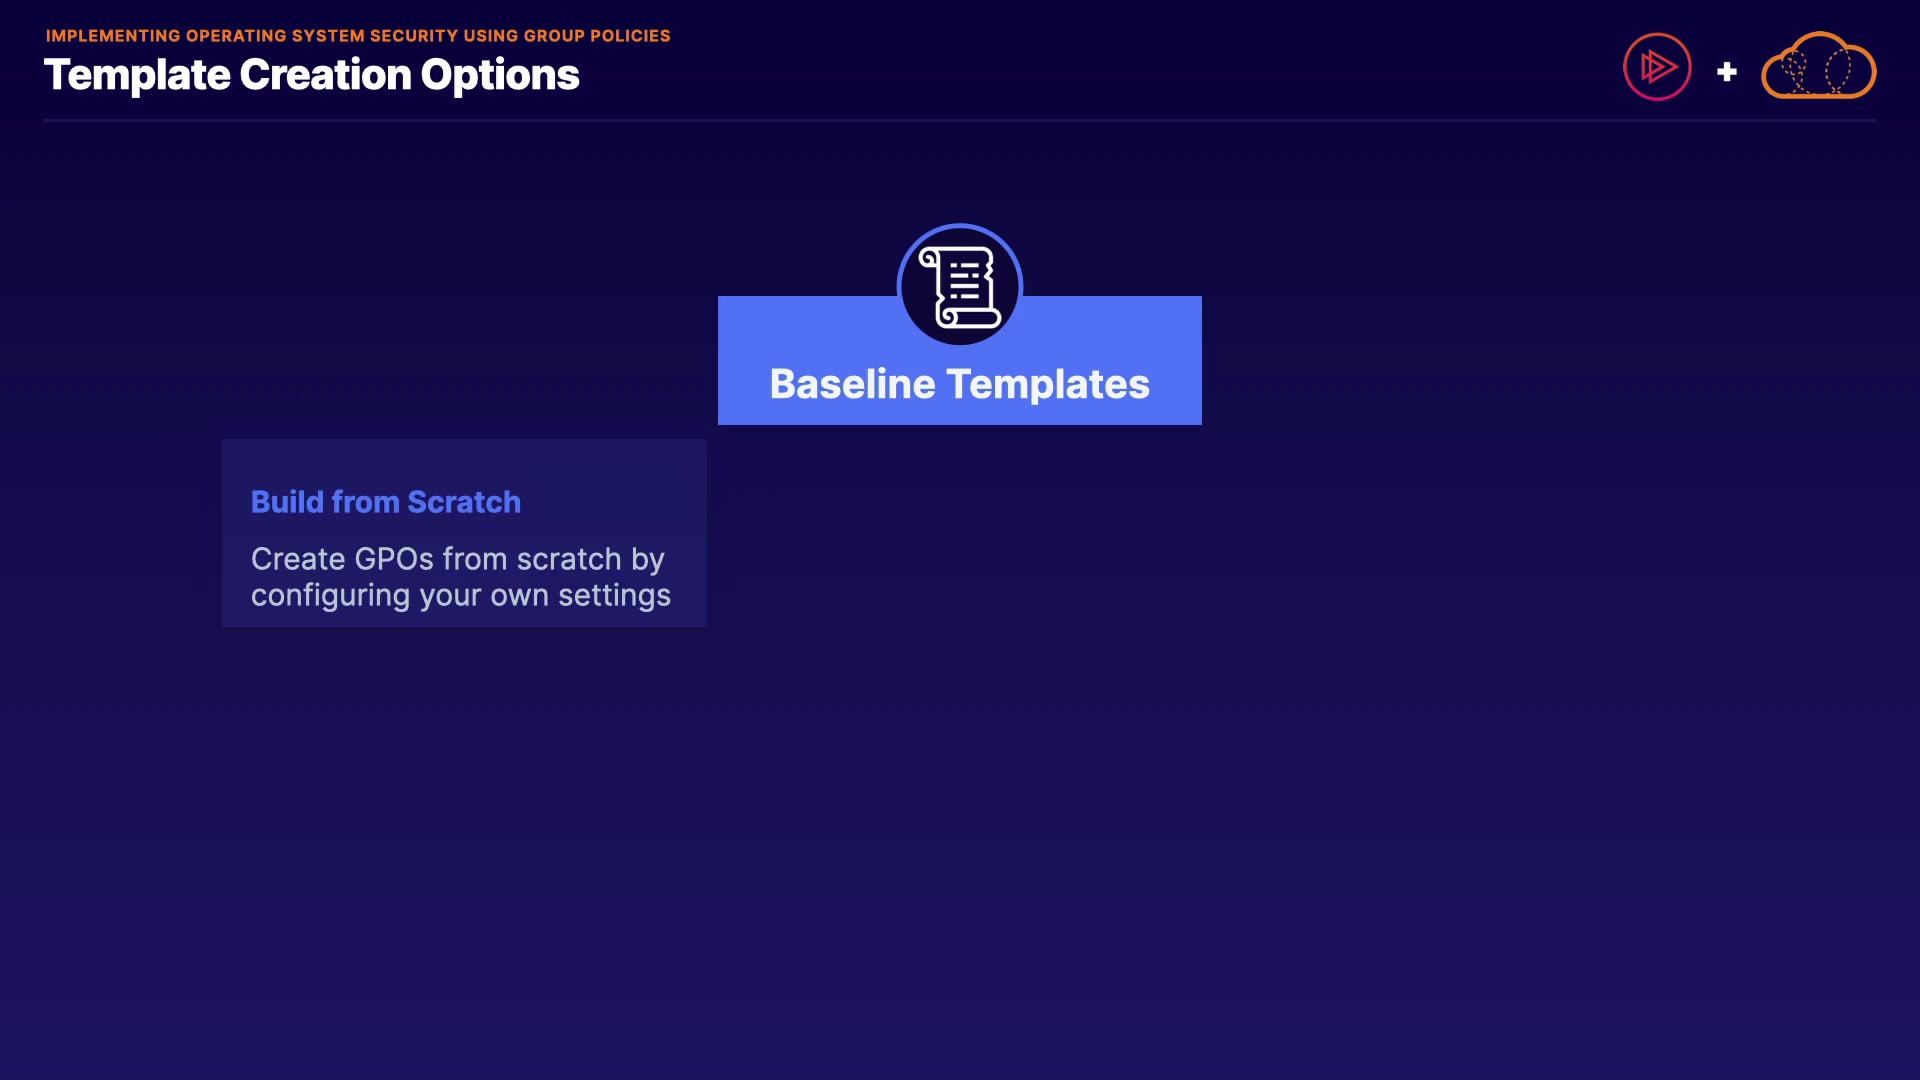 IMPLEMENTING OPERATING SYSTEM SECURITY USING GROUP POLICIES
Template Creation Options
Baseline Templates
Build from Scratch
Create GPOs from scratch by
configuring your own settings